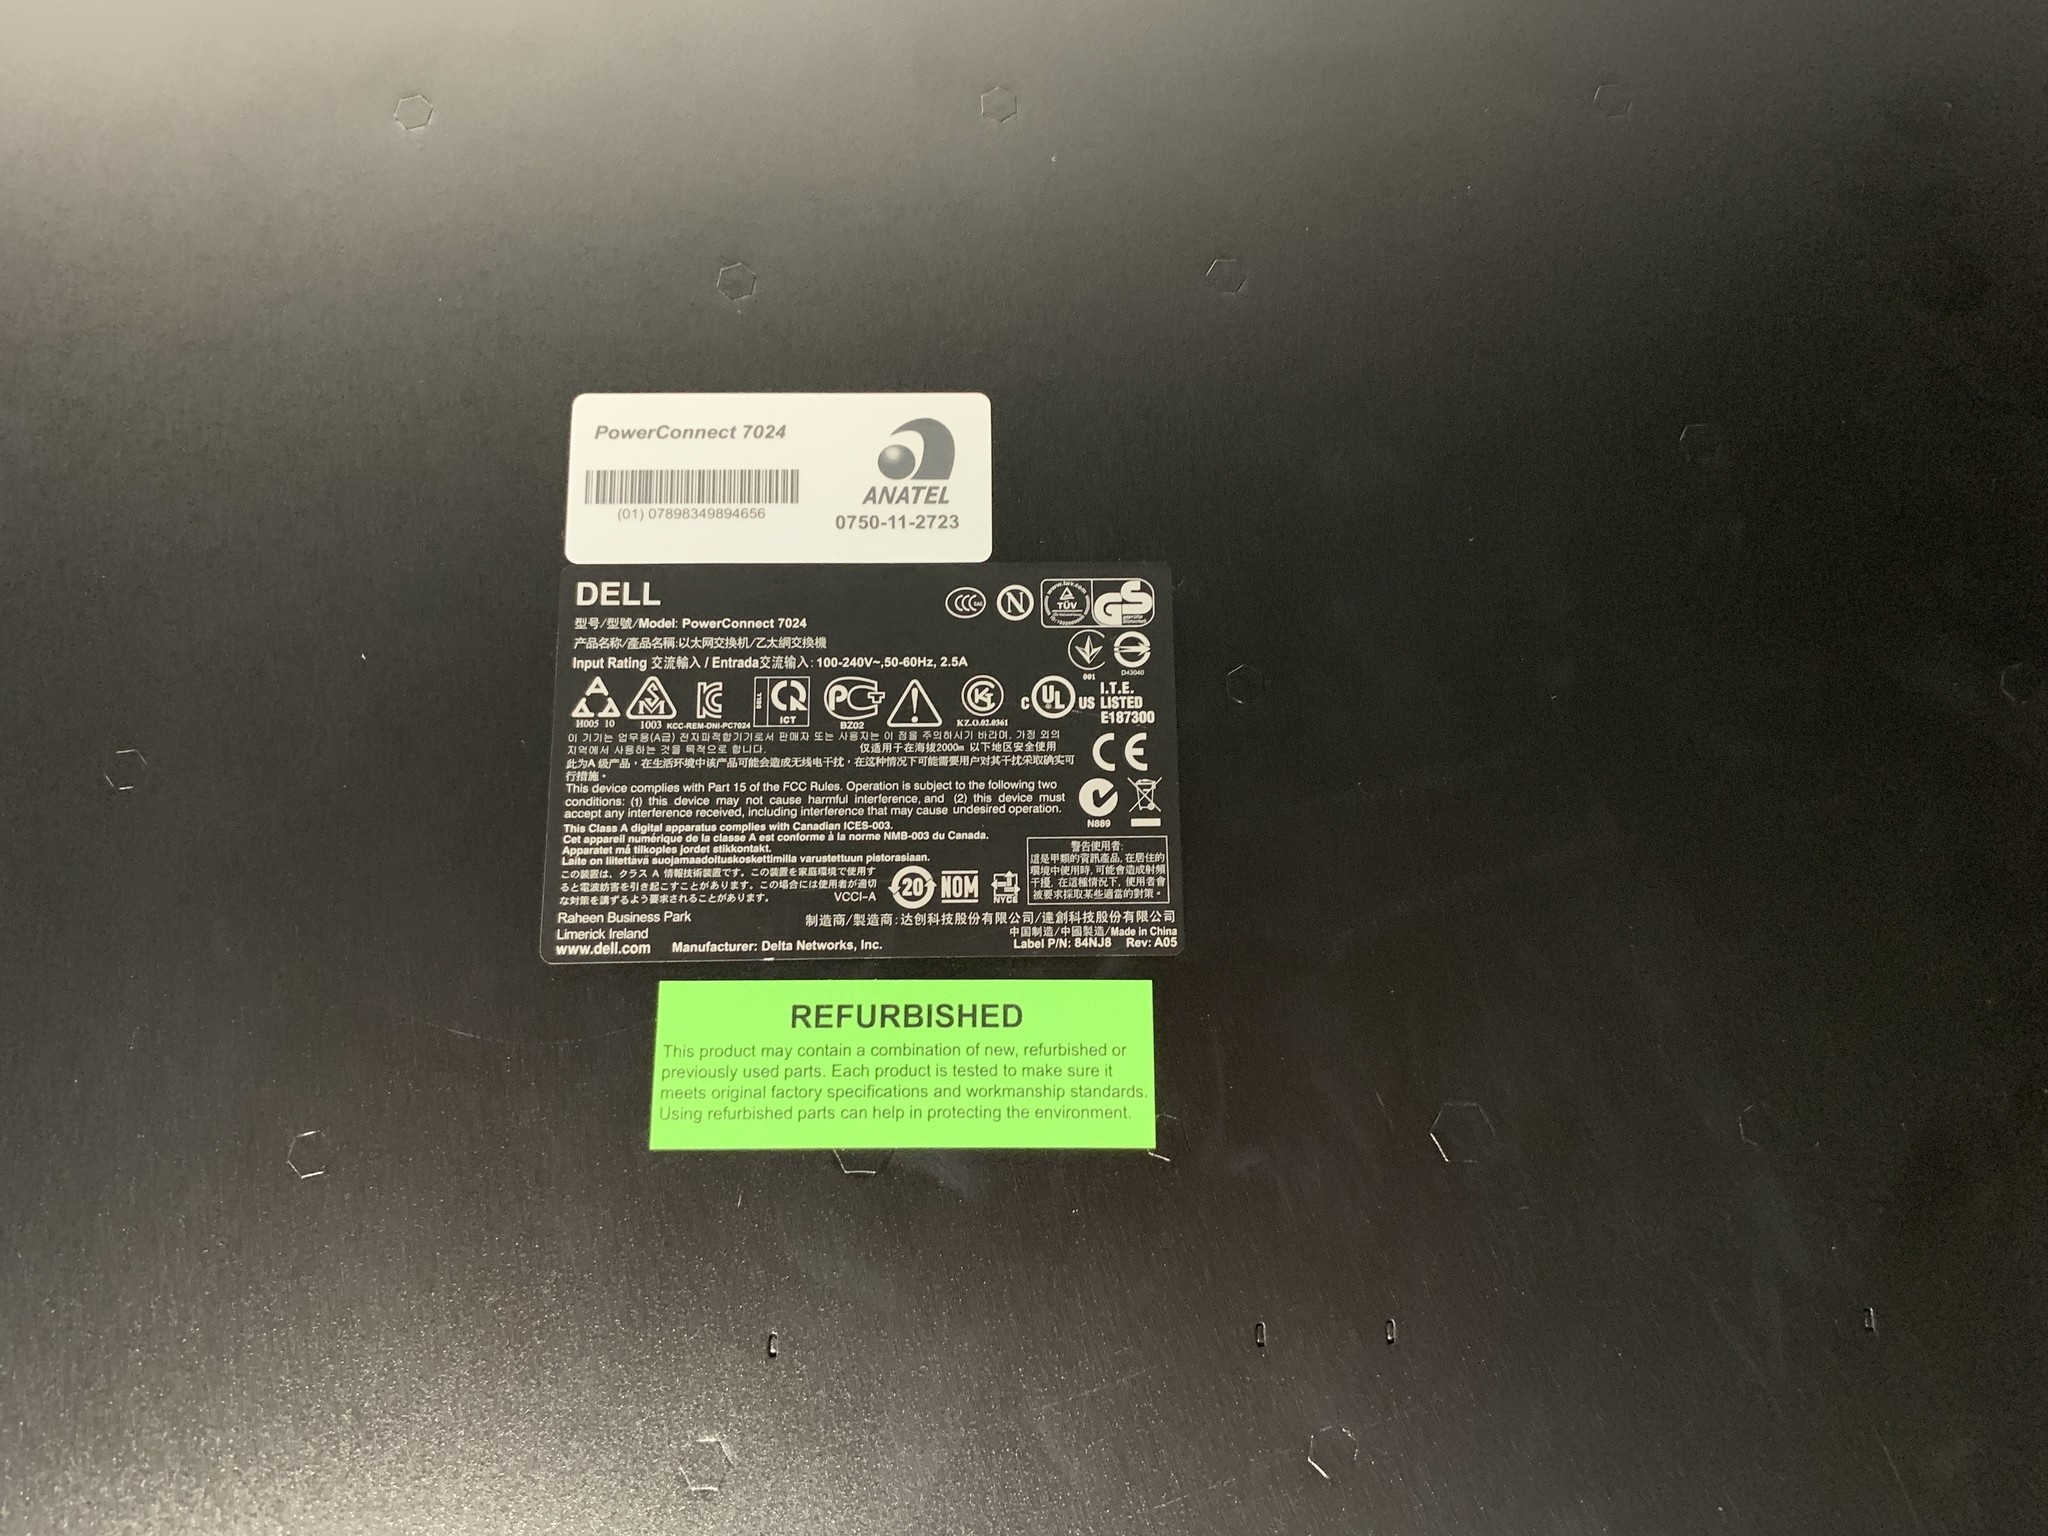 PowerConnect 7024
(01) 07898349894656
ANATEL
0750-11-2723
DELL
型号/型號/Model: PowerConnect 7024
产品名称/產品名稱:以太网交换机/乙太網交換機
Input Rating 交流輸入 / Entrada交流输入: 100-240V~,50-60Hz, 2.5A
N
TÜV
GS
001
D43040
H005 10
1003
KCC-REM-DNI-PC7024
ICT
BZ02
KZ.O.02.0361
C UL US
I.T.E.
LISTED
E187300
이 기기는 업무용(A급) 전자파적합기기로서 판매자 또는 사용자는 이 점을 주의하시기 바라며, 가정 외의
지역에서 사용하는 것을 목적으로 합니다. 仅适用于在海拔2000m 以下地区安全使用
此为A 级产品，在生活环境中该产品可能会造成无线电干扰，在这种情况下可能需要用户对其干扰采取确实可
行措施。
CE
This device complies with Part 15 of the FCC Rules. Operation is subject to the following two
conditions: (1) this device may not cause harmful interference, and (2) this device must
accept any interference received, including interference that may cause undesired operation.
N889
This Class A digital apparatus complies with Canadian ICES-003.
Cet appareil numérique de la classe A est conforme à la norme NMB-003 du Canada.
Apparatet må tilkoples jordet stikkontakt.
Laite on liitettävä suojamaadoituskoskettimilla varustettuun pistorasiaan.
この装置は、クラス A 情報技術装置です。この装置を家庭環境で使用す
ると電波妨害を引き起こすことがあります。この場合には使用者が適切
な対策を講ずるよう要求されることがあります。 VCCI-A
20
NOM
NYCE
警告使用者:
這是甲類的資訊產品, 在居住的
環境中使用時, 可能會造成射頻
干擾, 在這種情況下, 使用者會
被要求採取某些適當的對策。
Raheen Business Park
Limerick Ireland
www.dell.com
制造商/製造商: 达创科技股份有限公司/達創科技股份有限公司
中国制造/中國製造/Made in China
Manufacturer: Delta Networks, Inc.
Label P/N: 84NJ8 Rev: A05
REFURBISHED
This product may contain a combination of new, refurbished or
previously used parts. Each product is tested to make sure it
meets original factory specifications and workmanship standards.
Using refurbished parts can help in protecting the environment.